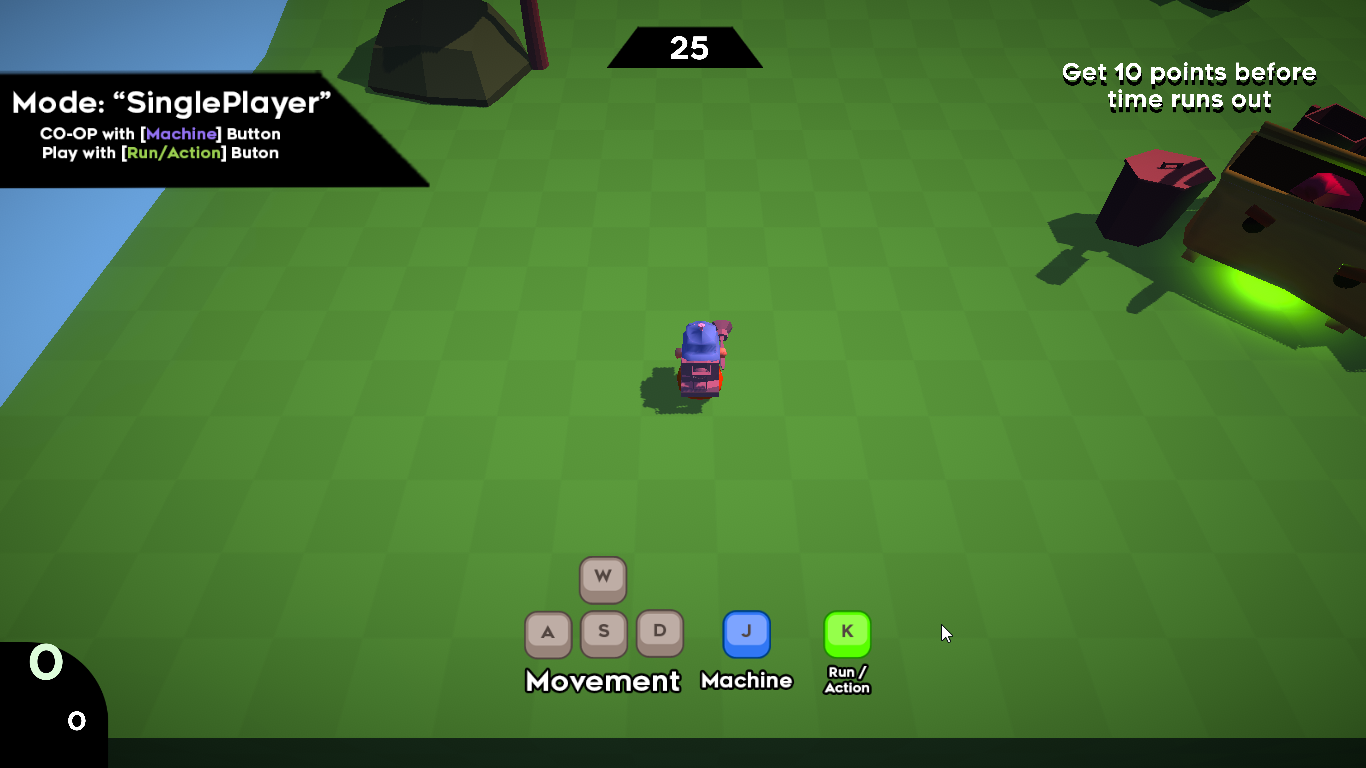 25
Mode: “SinglePlayer”
CO-OP with [Machine] Button
Play with [Run/Action] Buton
Get 10 points before
time runs out
W
A S D J K
Movement Machine Run / Action
0
0